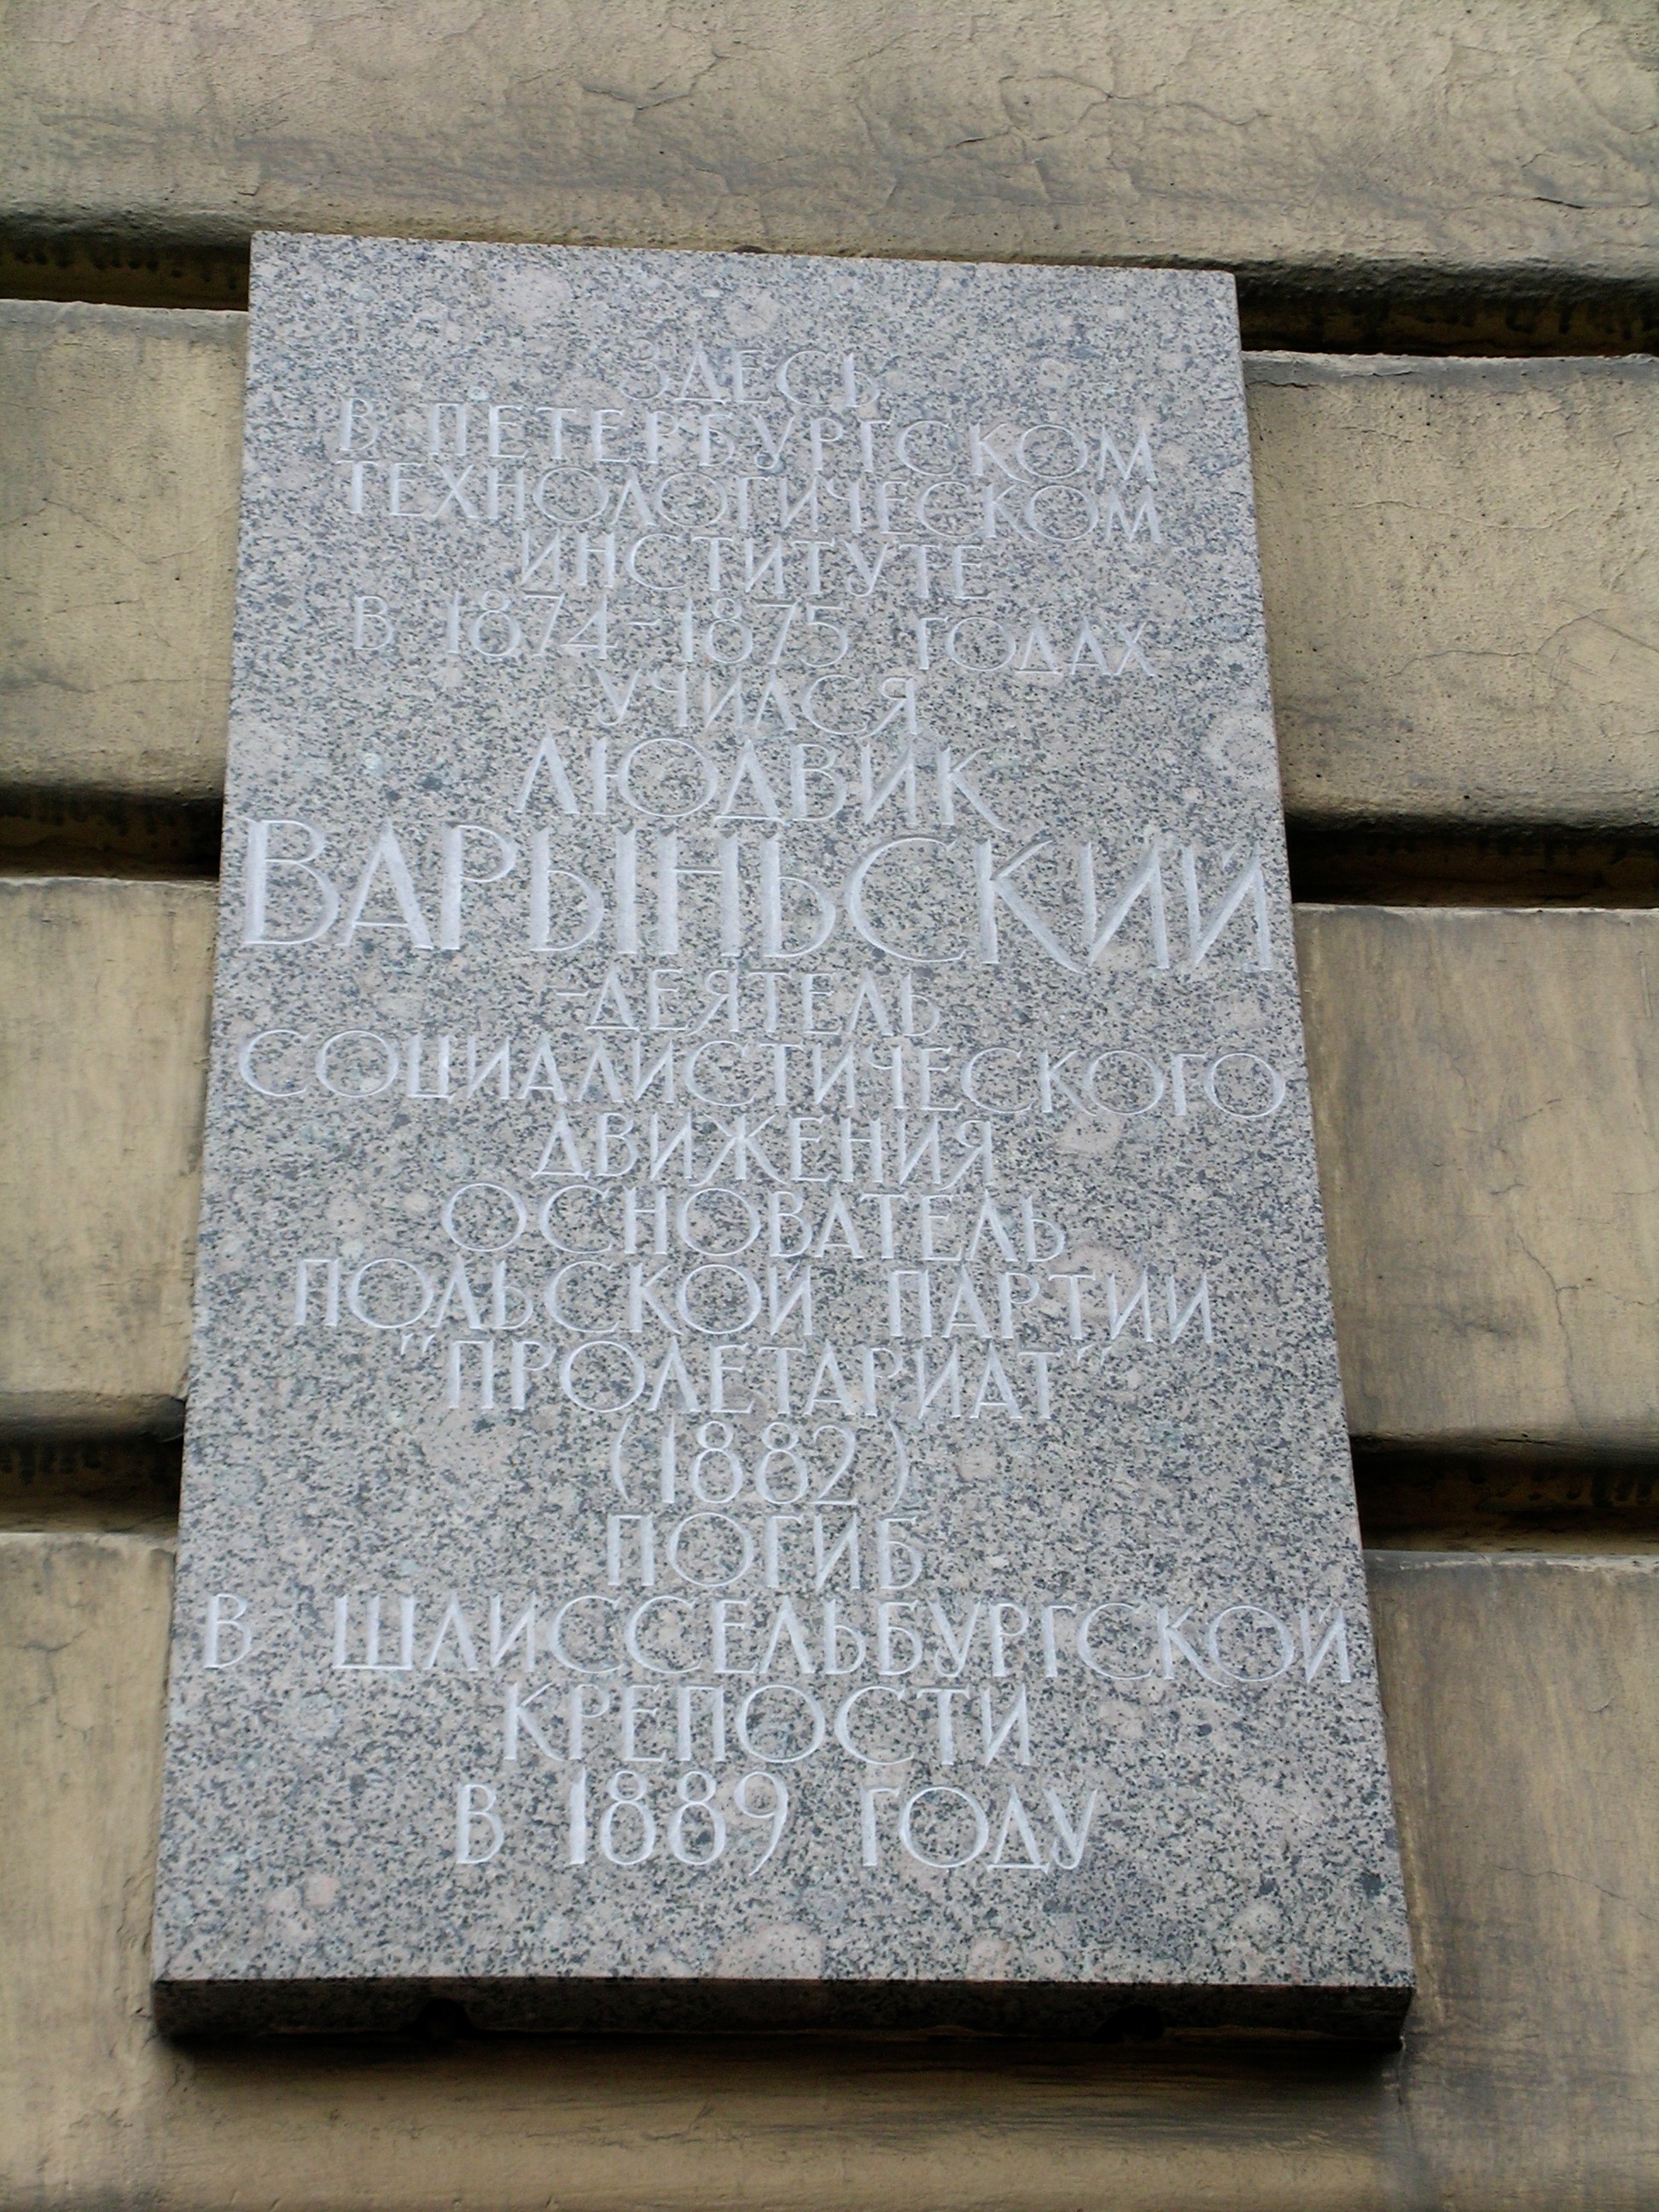 ЗДЕСЬ
В ПЕТЕРБУРГСКОМ
ТЕХНОЛОГИЧЕСКОМ
ИНСТИТУТЕ
В 1874-1875 ГОДАХ
УЧИЛСЯ
ЛЮДВИК
ВАРЫНЬСКИЙ
-ДЕЯТЕЛЬ
СОЦИАЛИСТИЧЕСКОГО
ДВИЖЕНИЯ
ОСНОВАТЕЛЬ
ПОЛЬСКОЙ ПАРТИИ
"ПРОЛЕТАРИАТ"
(1882)
ПОГИБ
В ШЛИССЕЛЬБУРГСКОЙ
КРЕПОСТИ
В 1889 ГОДУ